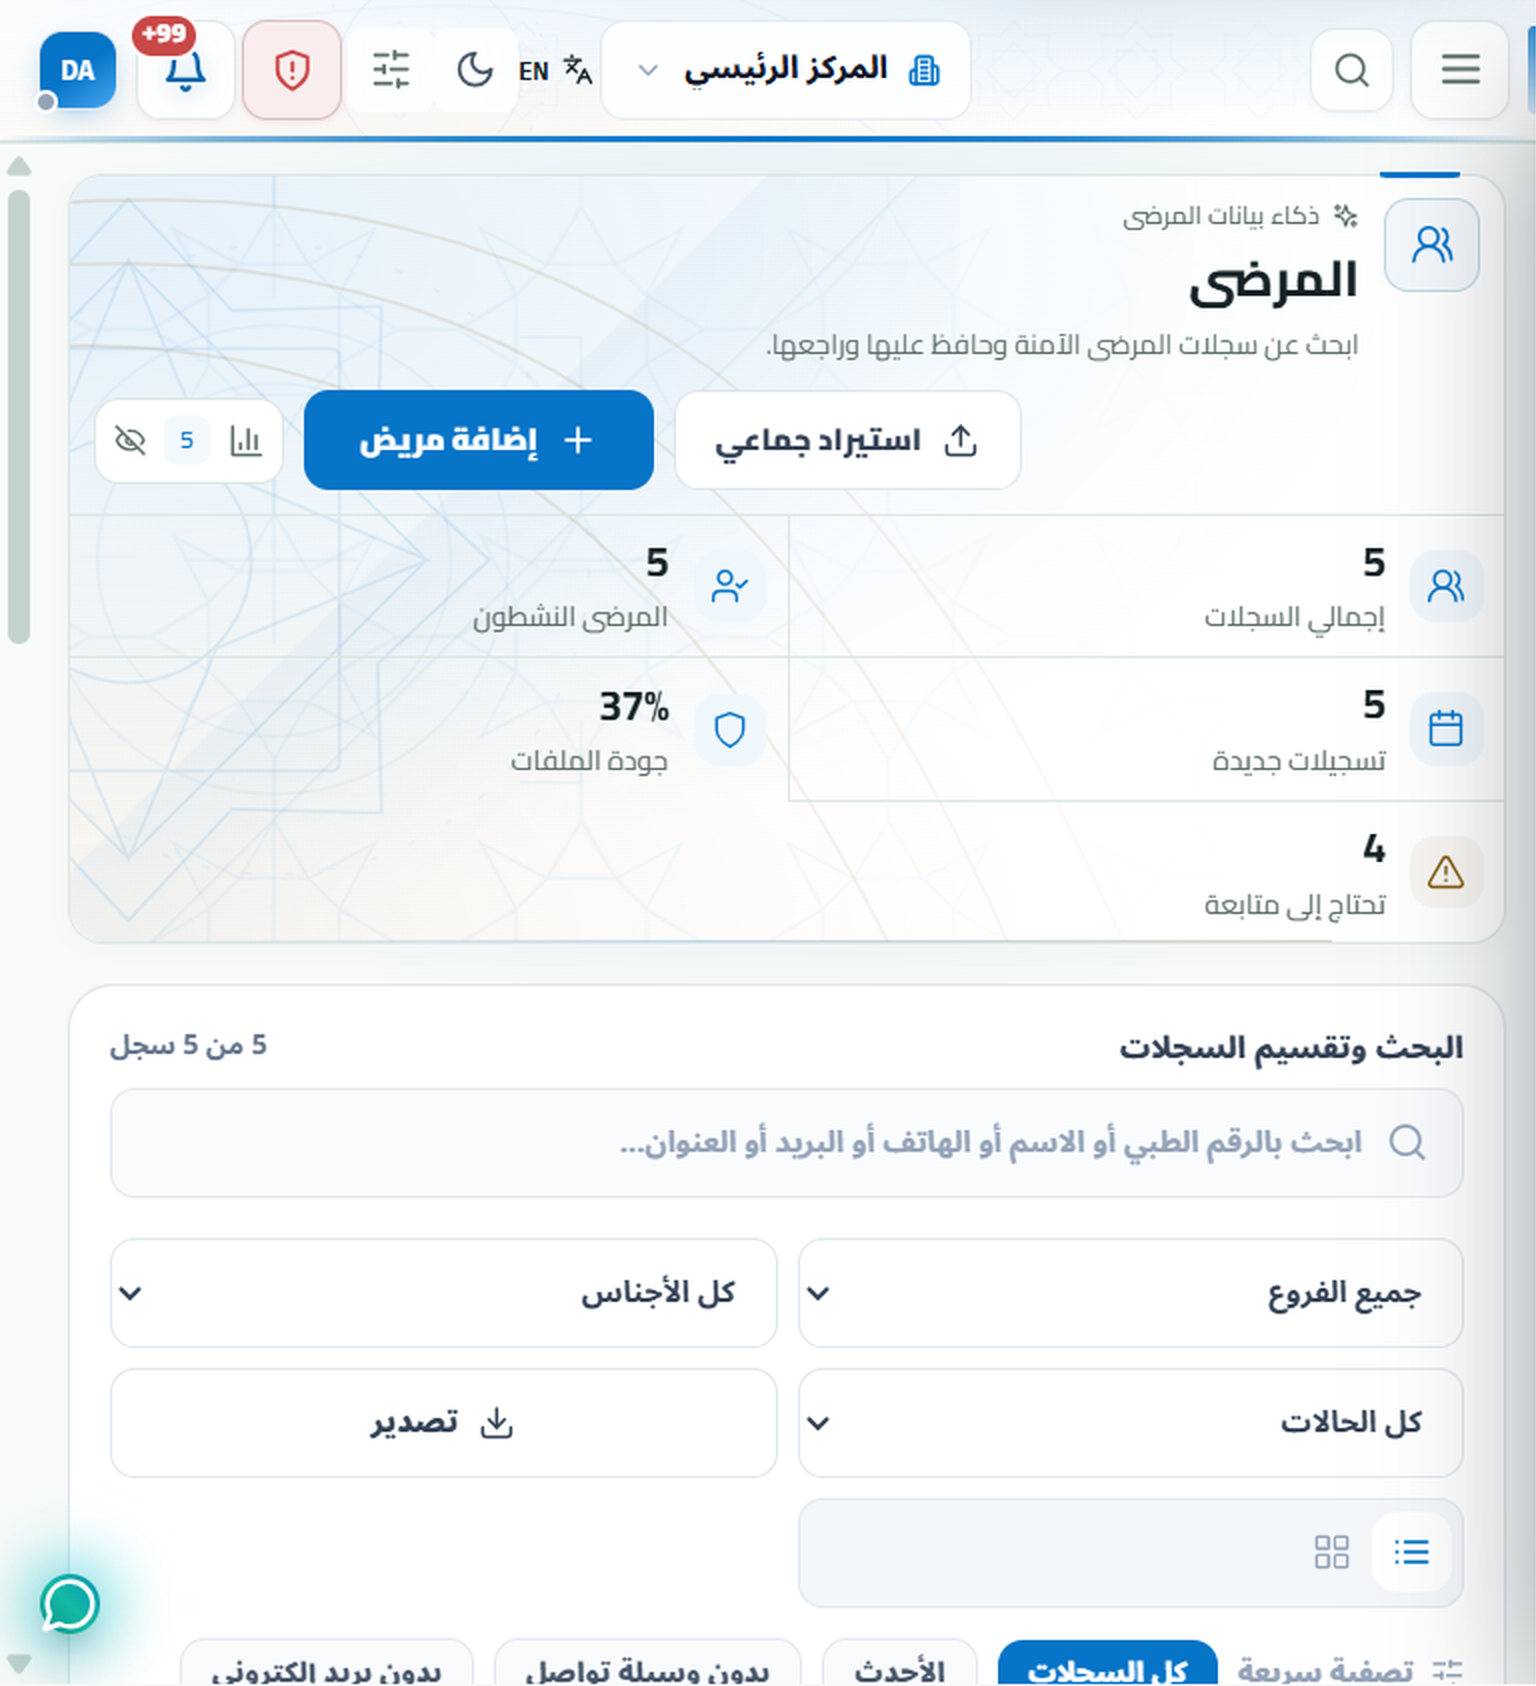 المركز الرئيسي
EN
+99
DA
ذكاء بيانات المرضى
المرضى
ابحث عن سجلات المرضى الآمنة وحافظ عليها وراجعها.
استيراد جماعي
إضافة مريض
5
5
إجمالي السجلات
5
المرضى النشطون
5
تسجيلات جديدة
37%
جودة الملفات
4
تحتاج إلى متابعة
البحث وتقسيم السجلات
5 من 5 سجل
ابحث بالرقم الطبي أو الاسم أو الهاتف أو البريد أو العنوان...
جميع الفروع
كل الأجناس
كل الحالات
تصدير
تصفية سريعة
كل السجلات
الأحدث
بدون وسيلة تواصل
بدون بريد إلكتروني